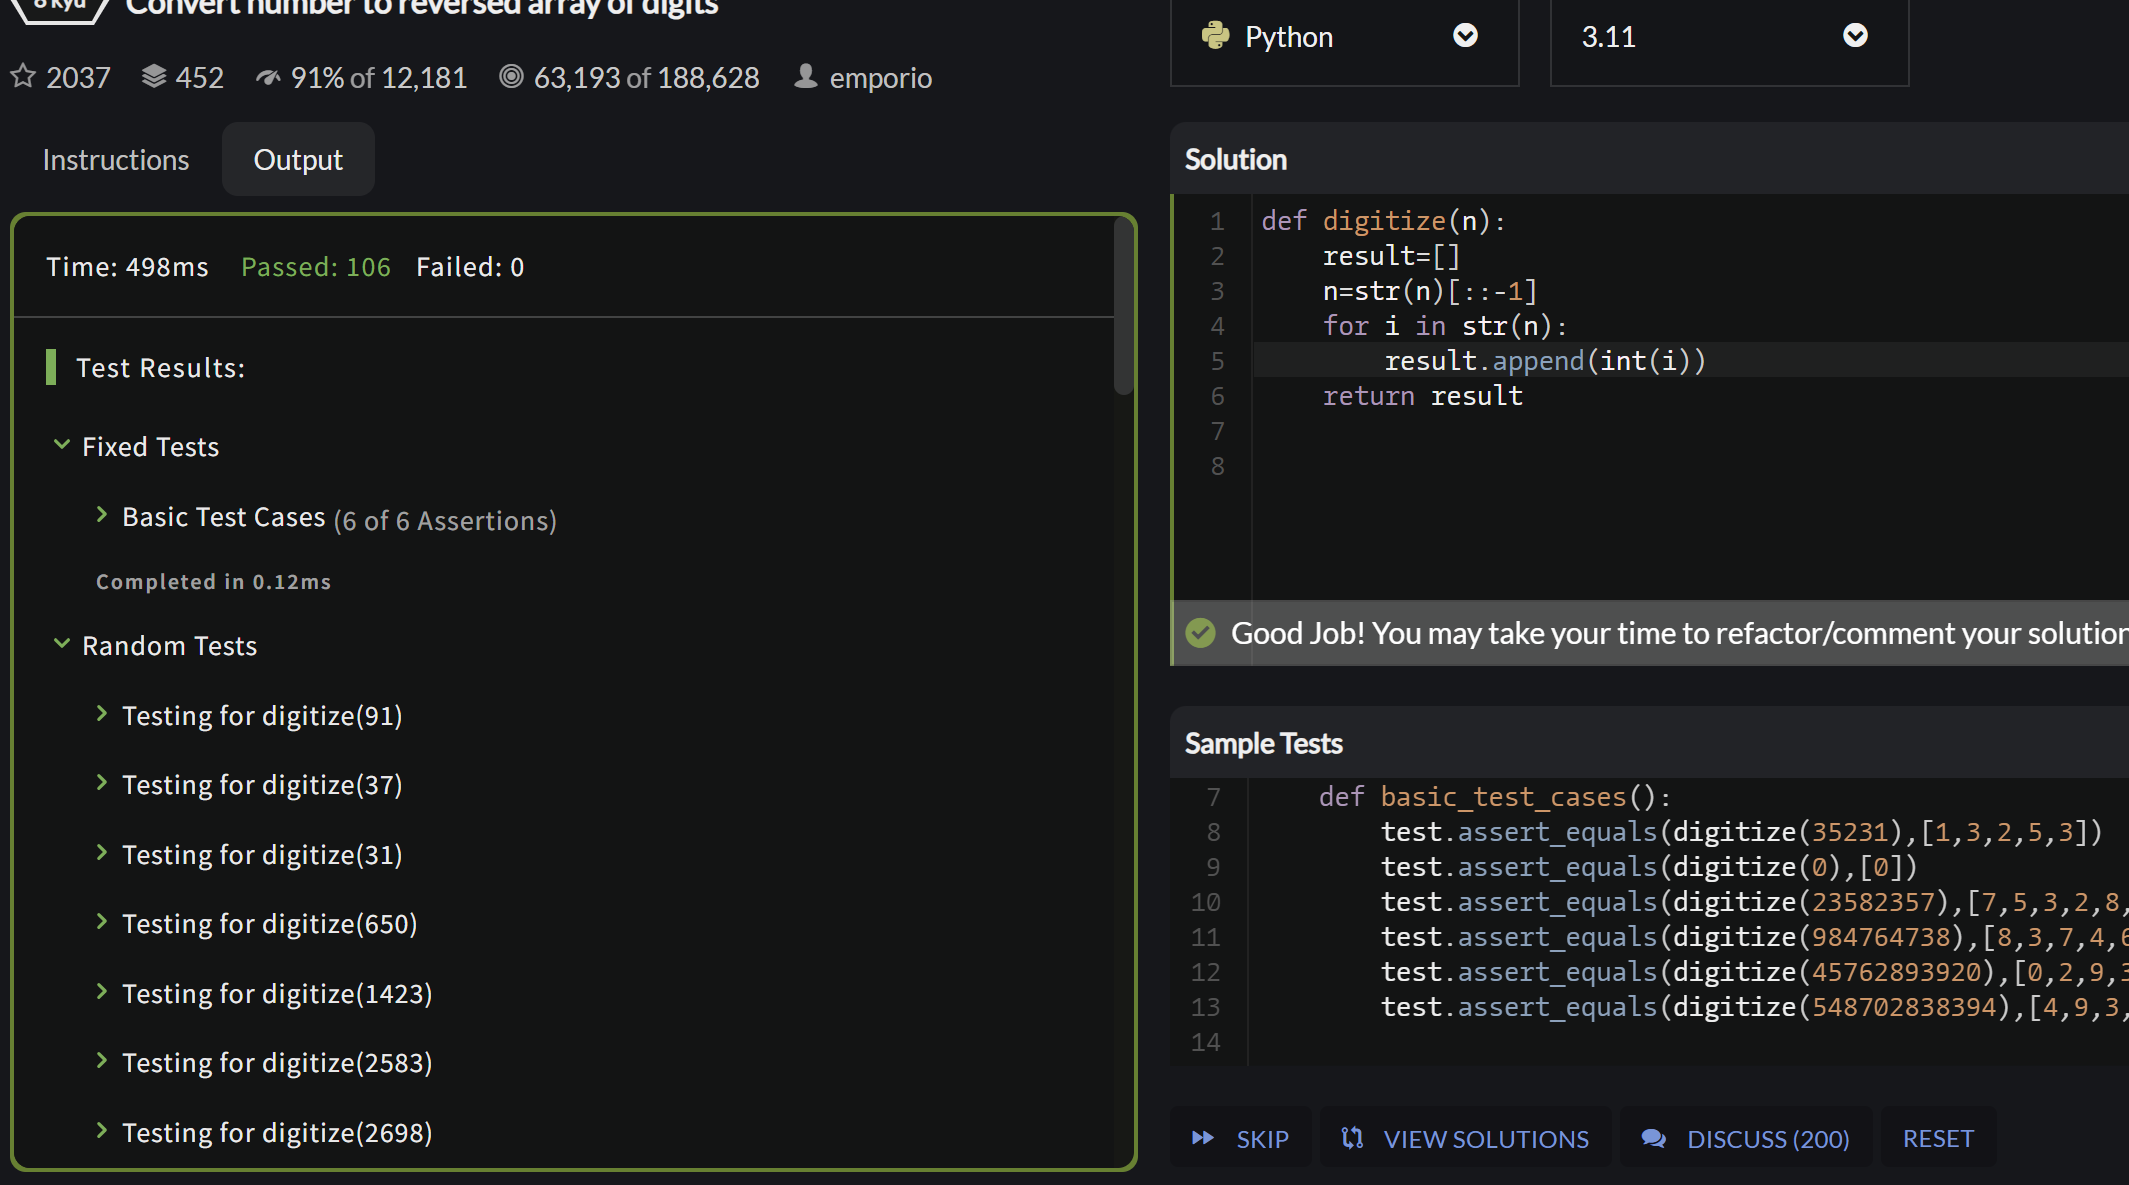 8 kyu
Convert number to reversed array of digits
2037 452 91% of 12,181 63,193 of 188,628 emporio
Instructions Output
Time: 498ms Passed: 106 Failed: 0
Test Results:
Fixed Tests
Basic Test Cases (6 of 6 Assertions)
Completed in 0.12ms
Random Tests
Testing for digitize(91)
Testing for digitize(37)
Testing for digitize(31)
Testing for digitize(650)
Testing for digitize(1423)
Testing for digitize(2583)
Testing for digitize(2698)
Python 3.11
Solution
1 def digitize(n):
2     result=[]
3     n=str(n)[::-1]
4     for i in str(n):
5         result.append(int(i))
6     return result
7
8
Good Job! You may take your time to refactor/comment your solution
Sample Tests
7     def basic_test_cases():
8         test.assert_equals(digitize(35231),[1,3,2,5,3])
9         test.assert_equals(digitize(0),[0])
10         test.assert_equals(digitize(23582357),[7,5,3,2,8,
11         test.assert_equals(digitize(984764738),[8,3,7,4,6
12         test.assert_equals(digitize(45762893920),[0,2,9,3
13         test.assert_equals(digitize(548702838394),[4,9,3,
14
SKIP VIEW SOLUTIONS DISCUSS (200) RESET